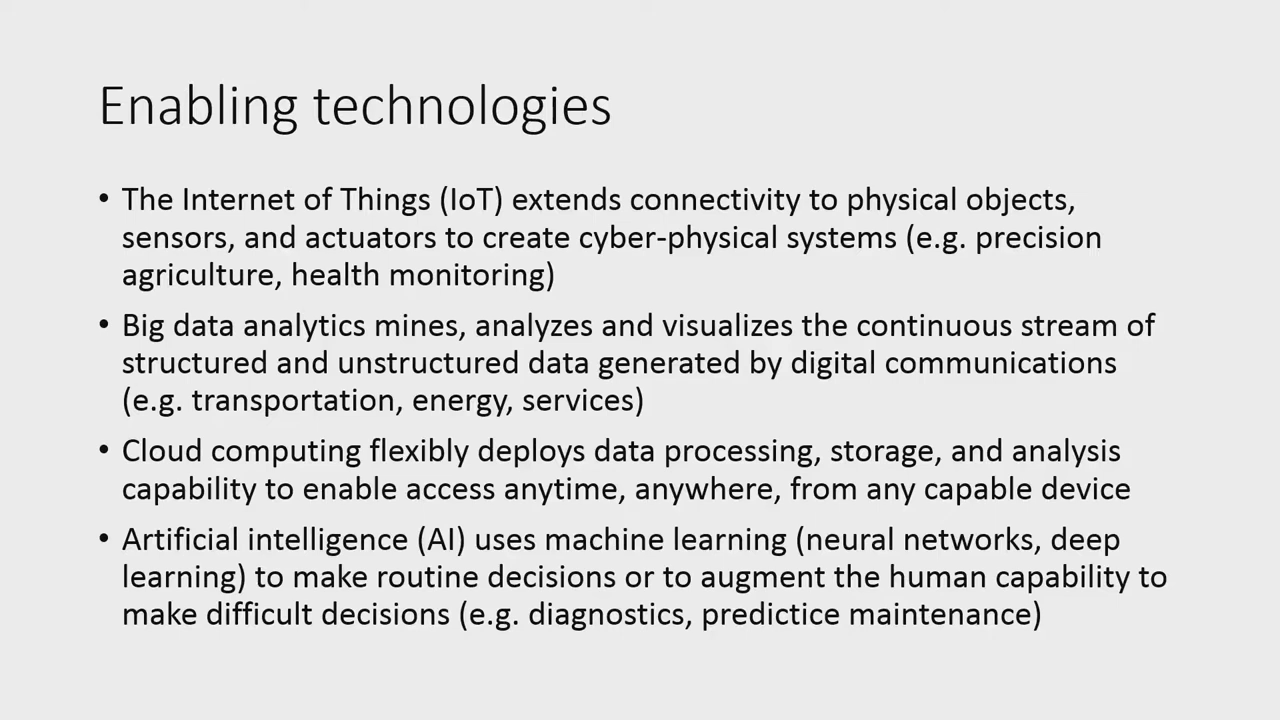 Enabling technologies
• The Internet of Things (IoT) extends connectivity to physical objects,
sensors, and actuators to create cyber-physical systems (e.g. precision
agriculture, health monitoring)
• Big data analytics mines, analyzes and visualizes the continuous stream of
structured and unstructured data generated by digital communications
(e.g. transportation, energy, services)
• Cloud computing flexibly deploys data processing, storage, and analysis
capability to enable access anytime, anywhere, from any capable device
• Artificial intelligence (AI) uses machine learning (neural networks, deep
learning) to make routine decisions or to augment the human capability to
make difficult decisions (e.g. diagnostics, predictice maintenance)